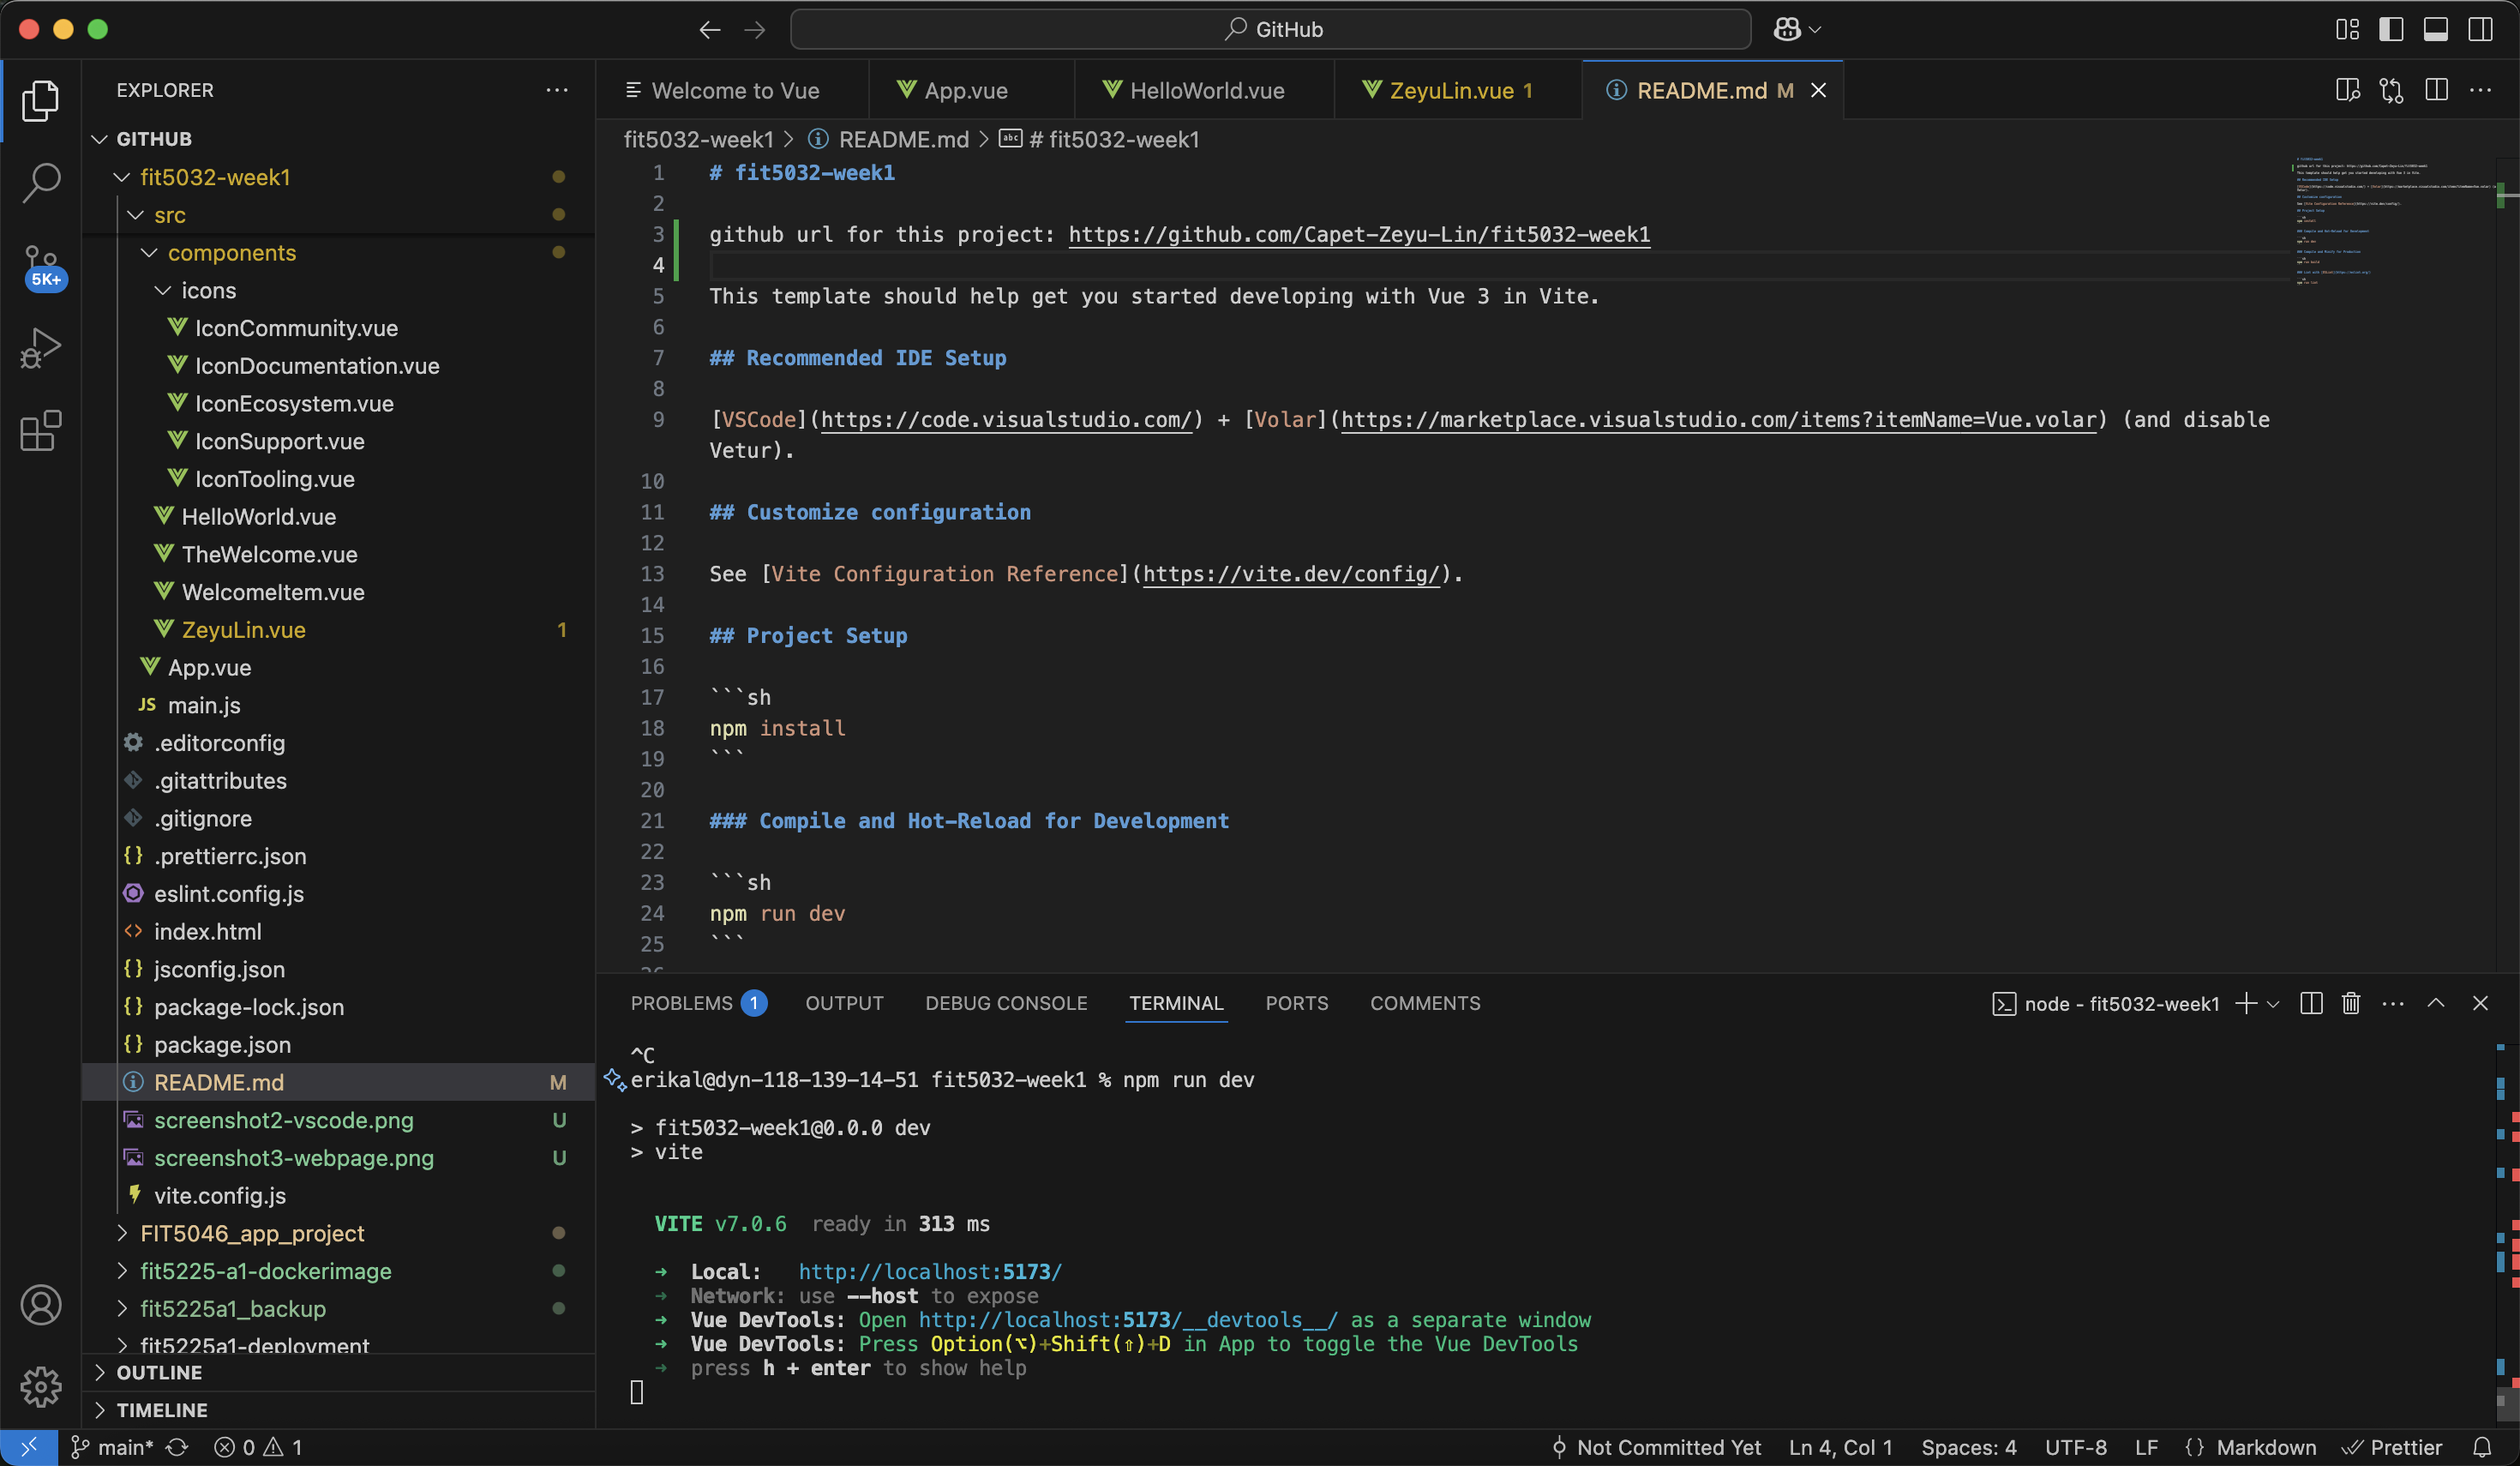 GitHub
EXPLORER
GITHUB
fit5032-week1
src
components
icons
IconCommunity.vue
IconDocumentation.vue
IconEcosystem.vue
IconSupport.vue
IconTooling.vue
HelloWorld.vue
TheWelcome.vue
WelcomeItem.vue
ZeyuLin.vue 1
App.vue
JS main.js
.editorconfig
.gitattributes
.gitignore
{} .prettierrc.json
eslint.config.js
<> index.html
{} jsconfig.json
{} package-lock.json
{} package.json
README.md M
screenshot2-vscode.png U
screenshot3-webpage.png U
vite.config.js
FIT5046_app_project
fit5225-a1-dockerimage
fit5225a1_backup
fit5225a1-deployment
OUTLINE
TIMELINE
5K+
Welcome to Vue App.vue HelloWorld.vue ZeyuLin.vue 1 README.md M
fit5032-week1 > README.md > abc # fit5032-week1
1 # fit5032-week1
2
3 github url for this project: https://github.com/Capet-Zeyu-Lin/fit5032-week1
4
5 This template should help get you started developing with Vue 3 in Vite.
6
7 ## Recommended IDE Setup
8
9 [VSCode](https://code.visualstudio.com/) + [Volar](https://marketplace.visualstudio.com/items?itemName=Vue.volar) (and disable
Vetur).
10
11 ## Customize configuration
12
13 See [Vite Configuration Reference](https://vite.dev/config/).
14
15 ## Project Setup
16
17 ```sh
18 npm install
19 ```
20
21 ### Compile and Hot-Reload for Development
22
23 ```sh
24 npm run dev
25 ```
PROBLEMS 1 OUTPUT DEBUG CONSOLE TERMINAL PORTS COMMENTS node - fit5032-week1
^C
erikal@dyn-118-139-14-51 fit5032-week1 % npm run dev
> fit5032-week1@0.0.0 dev
> vite
VITE v7.0.6 ready in 313 ms
➜ Local: http://localhost:5173/
➜ Network: use --host to expose
➜ Vue DevTools: Open http://localhost:5173/__devtools__/ as a separate window
➜ Vue DevTools: Press Option(⌥)+Shift(⇧)+D in App to toggle the Vue DevTools
➜ press h + enter to show help
main* 0 1 Not Committed Yet Ln 4, Col 1 Spaces: 4 UTF-8 LF {} Markdown Prettier